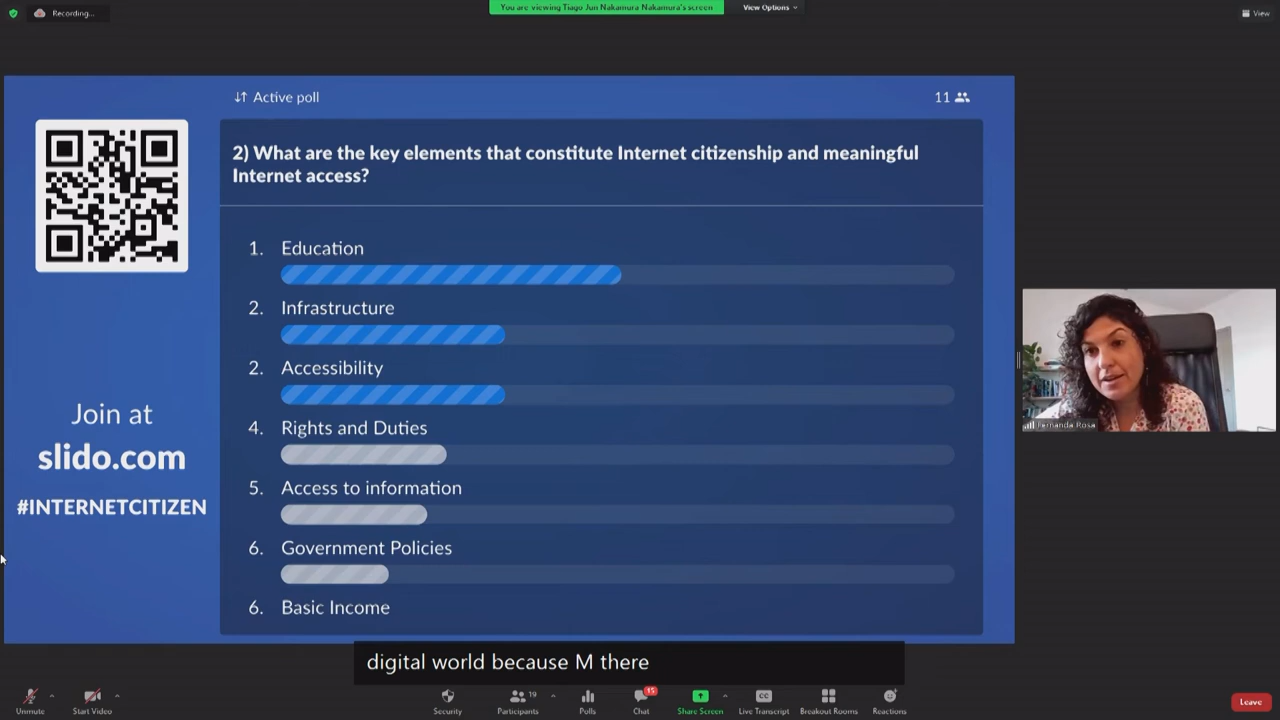 Recording...
You are viewing Tiago Jun Nakamura Nakamura's screen
View Options
View
Active poll
11
2) What are the key elements that constitute Internet citizenship and meaningful
Internet access?
1. Education
2. Infrastructure
2. Accessibility
4. Rights and Duties
5. Access to information
6. Government Policies
6. Basic Income
Join at
slido.com
#INTERNETCITIZEN
Fernanda Rosa
digital world because M there
Unmute
Start Video
Security
19
Participants
Polls
15
Chat
Share Screen
CC
Live Transcript
Breakout Rooms
Reactions
Leave